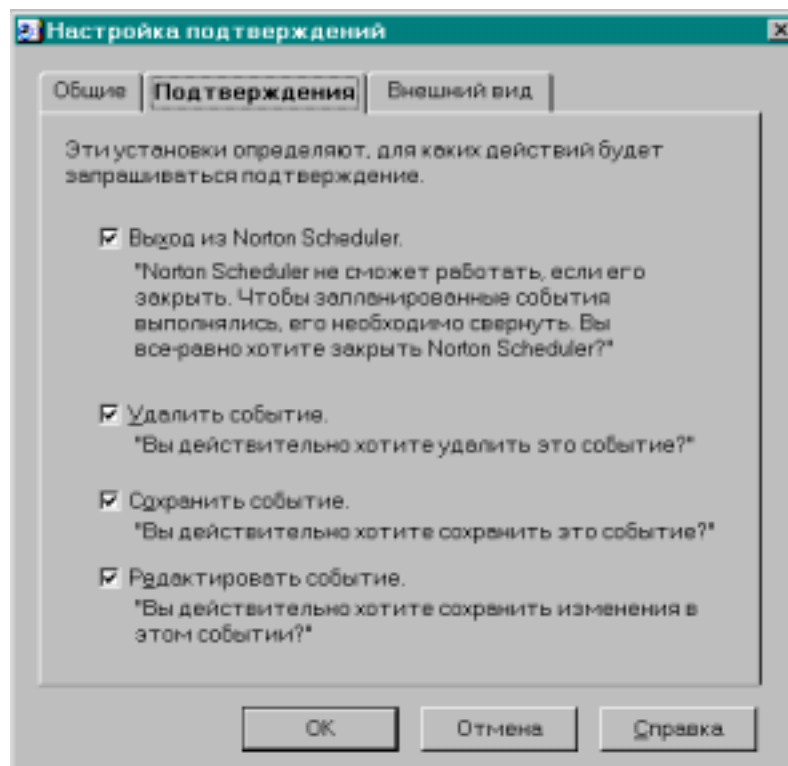 Настройка подтверждений
Общие Подтверждения Внешний вид
Эти установки определяют, для каких действий будет
запрашиваться подтверждение.
Выход из Norton Scheduler.
"Norton Scheduler не сможет работать, если его
закрыть. Чтобы запланированные события
выполнялись, его необходимо свернуть. Вы
все-равно хотите закрыть Norton Scheduler?"
Удалить событие.
"Вы действительно хотите удалить это событие?"
Сохранить событие.
"Вы действительно хотите сохранить это событие?"
Редактировать событие.
"Вы действительно хотите сохранить изменения в
этом событии?"
OK Отмена Справка